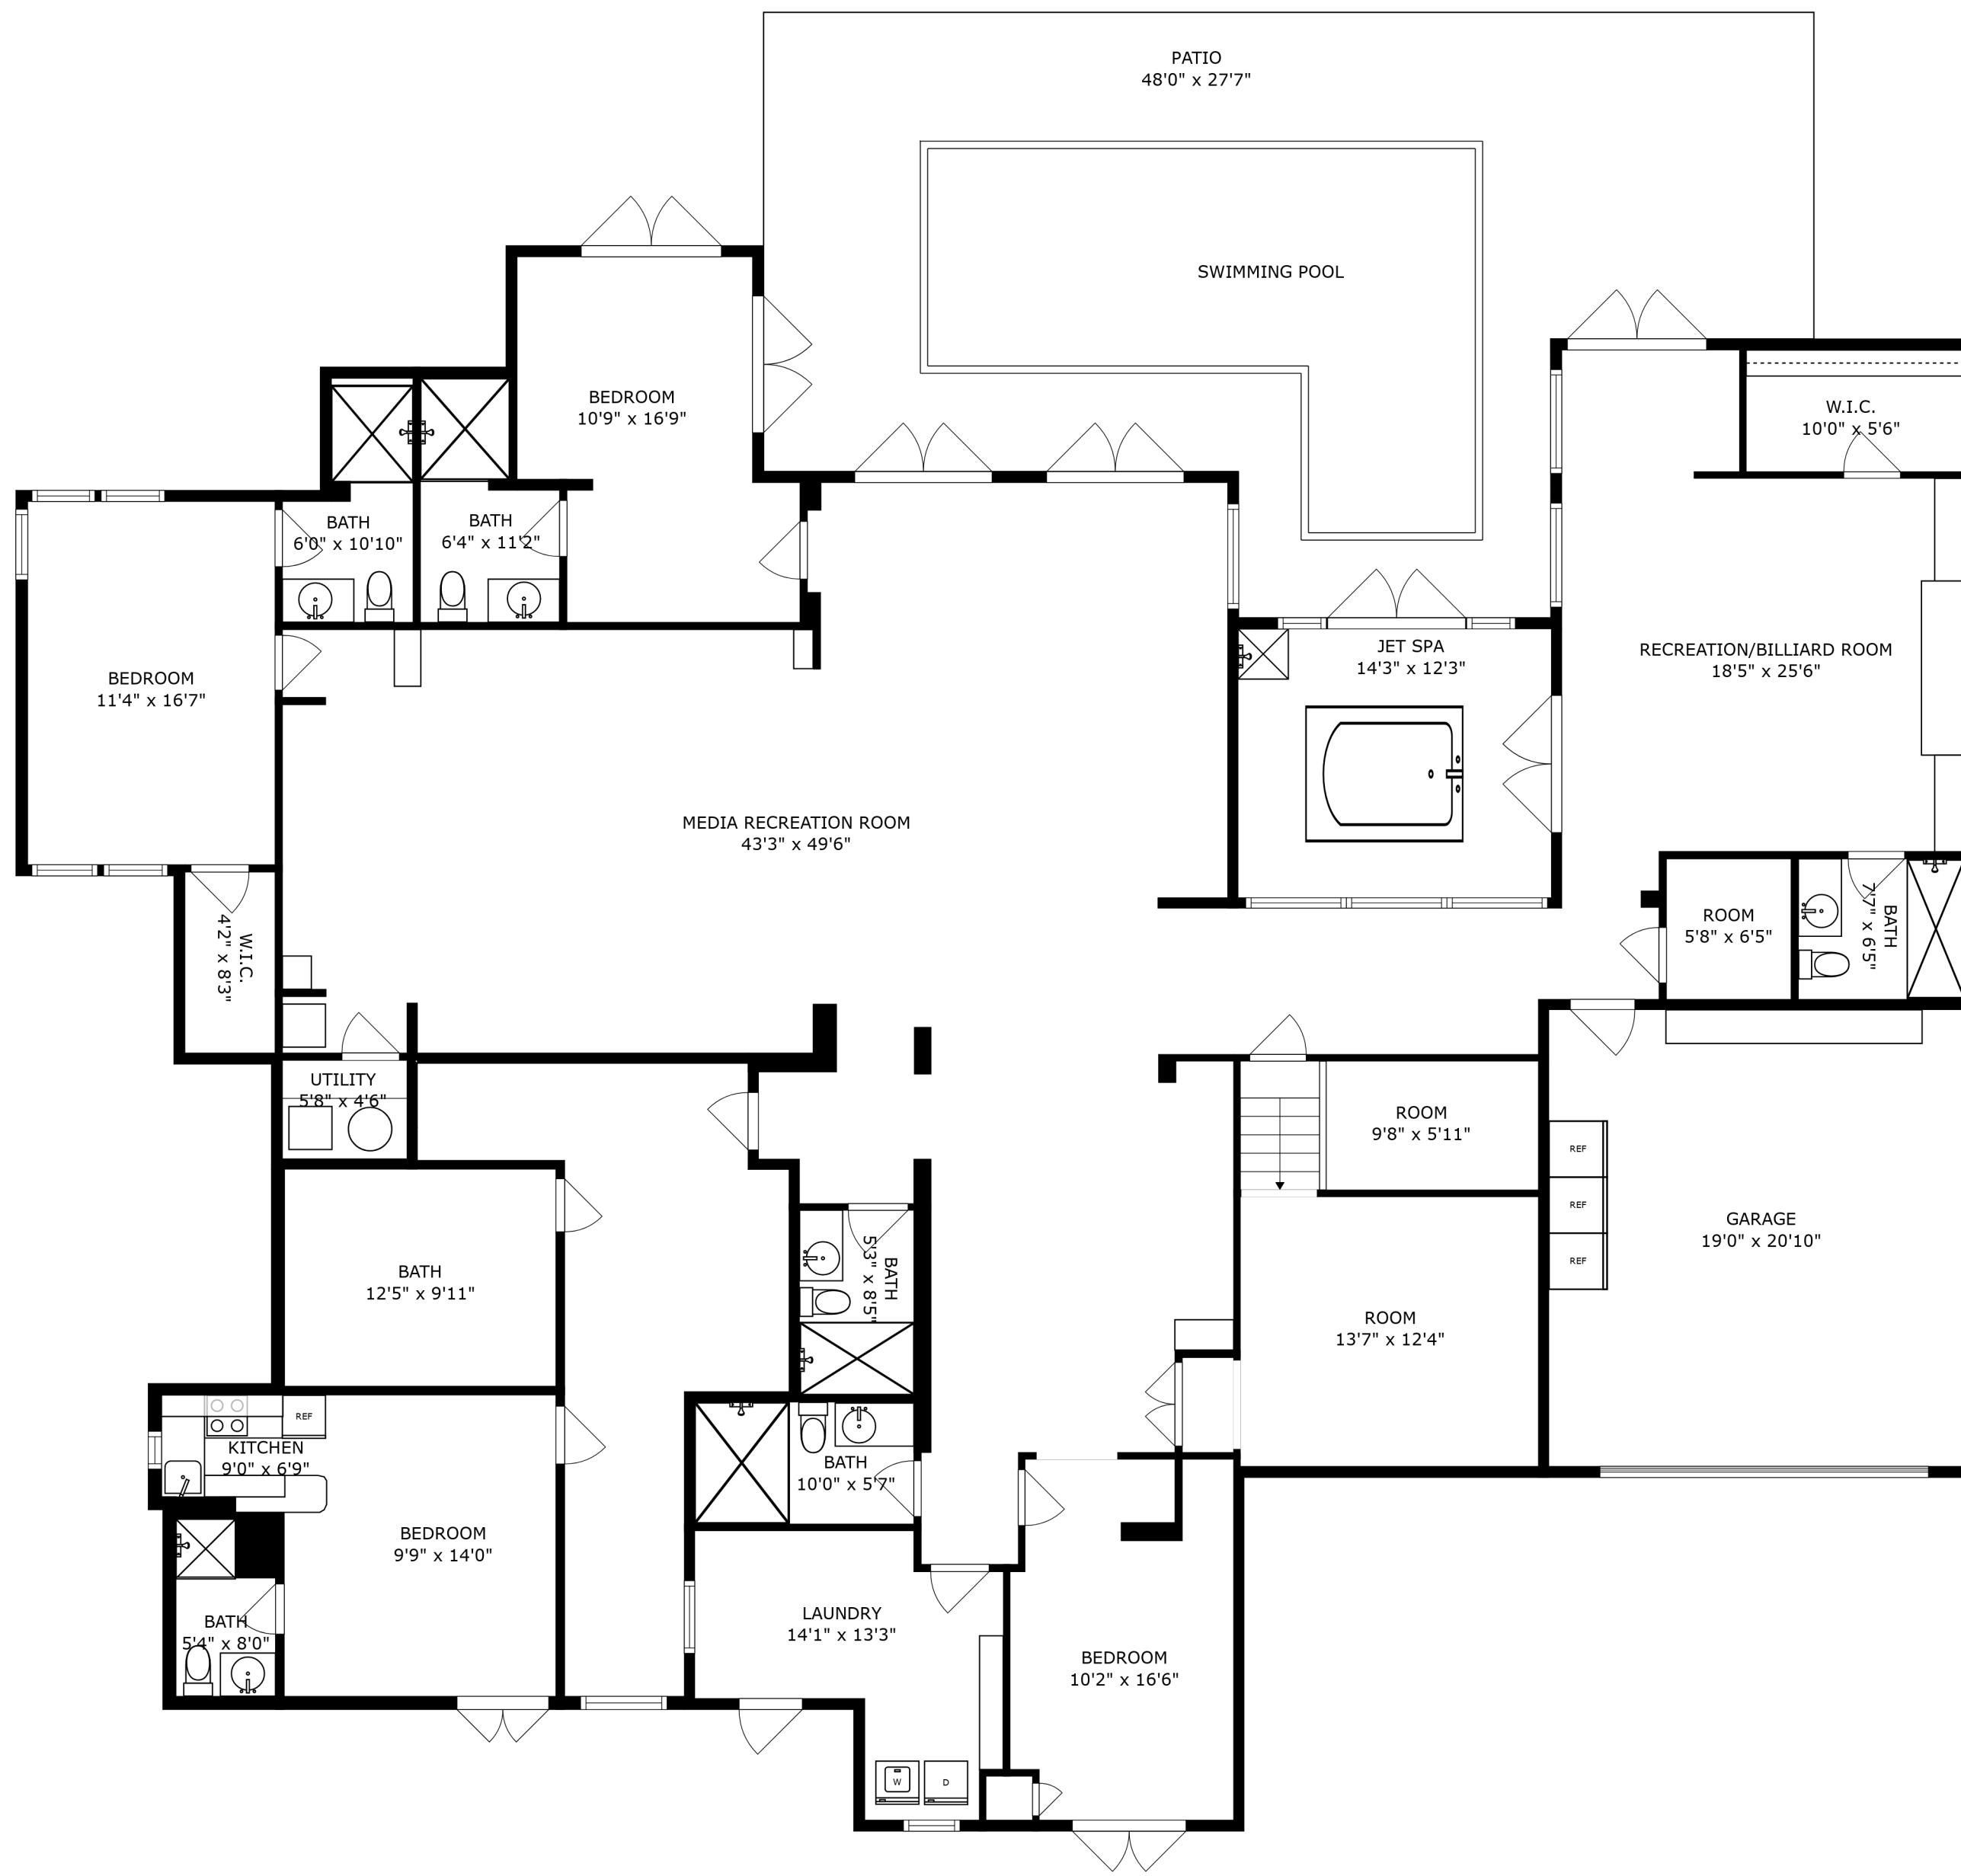 PATIO
48'0" x 27'7"
SWIMMING POOL
BEDROOM
10'9" x 16'9"
W.I.C.
10'0" x 5'6"
BATH
6'0" x 10'10"
BATH
6'4" x 11'2"
JET SPA
14'3" x 12'3"
RECREATION/BILLIARD ROOM
18'5" x 25'6"
BEDROOM
11'4" x 16'7"
MEDIA RECREATION ROOM
43'3" x 49'6"
W.I.C.
4'2" x 8'3"
ROOM
5'8" x 6'5"
BATH
7'7" x 6'5"
UTILITY
5'8" x 4'6"
ROOM
9'8" x 5'11"
REF
REF
REF
GARAGE
19'0" x 20'10"
BATH
12'5" x 9'11"
BATH
5'3" x 8'5"
ROOM
13'7" x 12'4"
REF
KITCHEN
9'0" x 6'9"
BATH
10'0" x 5'7"
BEDROOM
9'9" x 14'0"
BATH
5'4" x 8'0"
LAUNDRY
14'1" x 13'3"
BEDROOM
10'2" x 16'6"
W
D